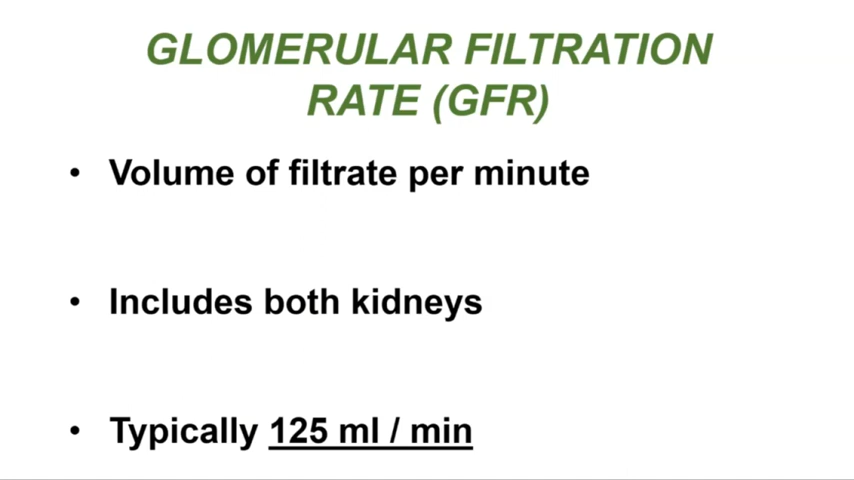 GLOMERULAR FILTRATION
RATE (GFR)
• Volume of filtrate per minute
• Includes both kidneys
• Typically 125 ml / min